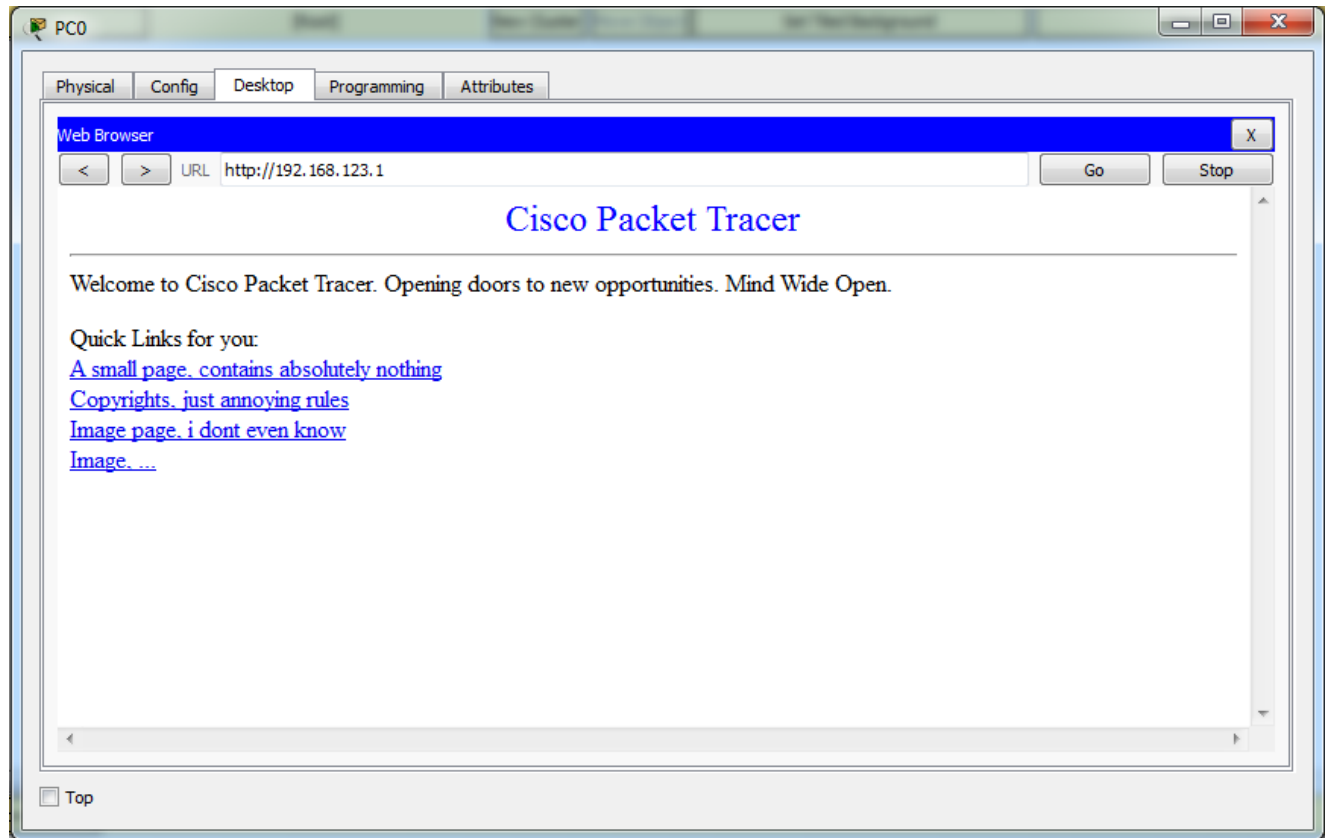 PC0
Physical Config Desktop Programming Attributes
Web Browser X
< > URL http://192.168.123.1 Go Stop
Cisco Packet Tracer
Welcome to Cisco Packet Tracer. Opening doors to new opportunities. Mind Wide Open.
Quick Links for you:
A small page, contains absolutely nothing
Copyrights, just annoying rules
Image page, i dont even know
Image, ...
Top